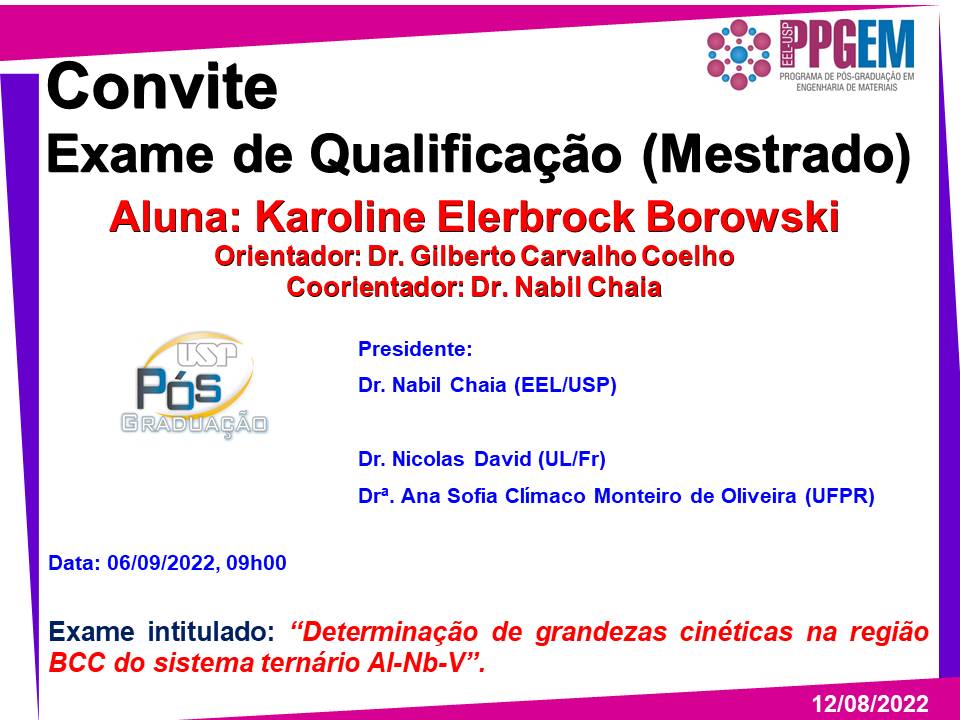 Convite
EEL-USP
PPGEM
PROGRAMA DE PÓS-GRADUAÇÃO EM
ENGENHARIA DE MATERIAIS
Exame de Qualificação (Mestrado)
Aluna: Karoline Elerbrock Borowski
Orientador: Dr. Gilberto Carvalho Coelho
Coorientador: Dr. Nabil Chaia
USP
PÓS
GRADUAÇÃO
Presidente:
Dr. Nabil Chaia (EEL/USP)
Dr. Nicolas David (UL/Fr)
Drª. Ana Sofia Clímaco Monteiro de Oliveira (UFPR)
Data: 06/09/2022, 09h00
Exame intitulado: “Determinação de grandezas cinéticas na região
BCC do sistema ternário Al-Nb-V”.
12/08/2022